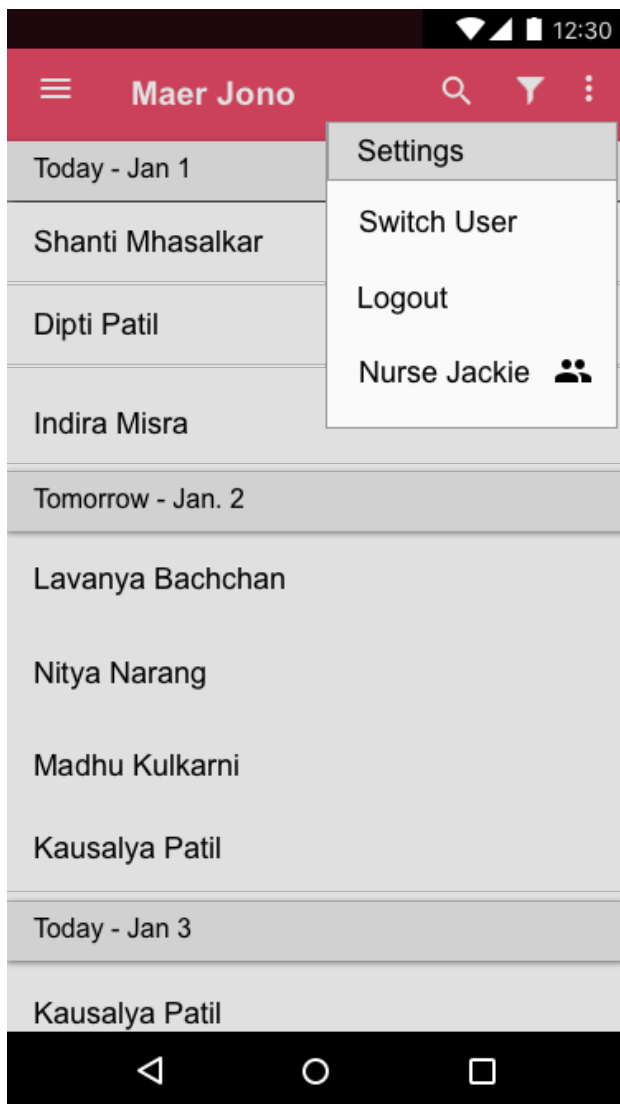 12:30
Maer Jono
Settings
Switch User
Logout
Nurse Jackie
Today - Jan 1
Shanti Mhasalkar
Dipti Patil
Indira Misra
Tomorrow - Jan. 2
Lavanya Bachchan
Nitya Narang
Madhu Kulkarni
Kausalya Patil
Today - Jan 3
Kausalya Patil